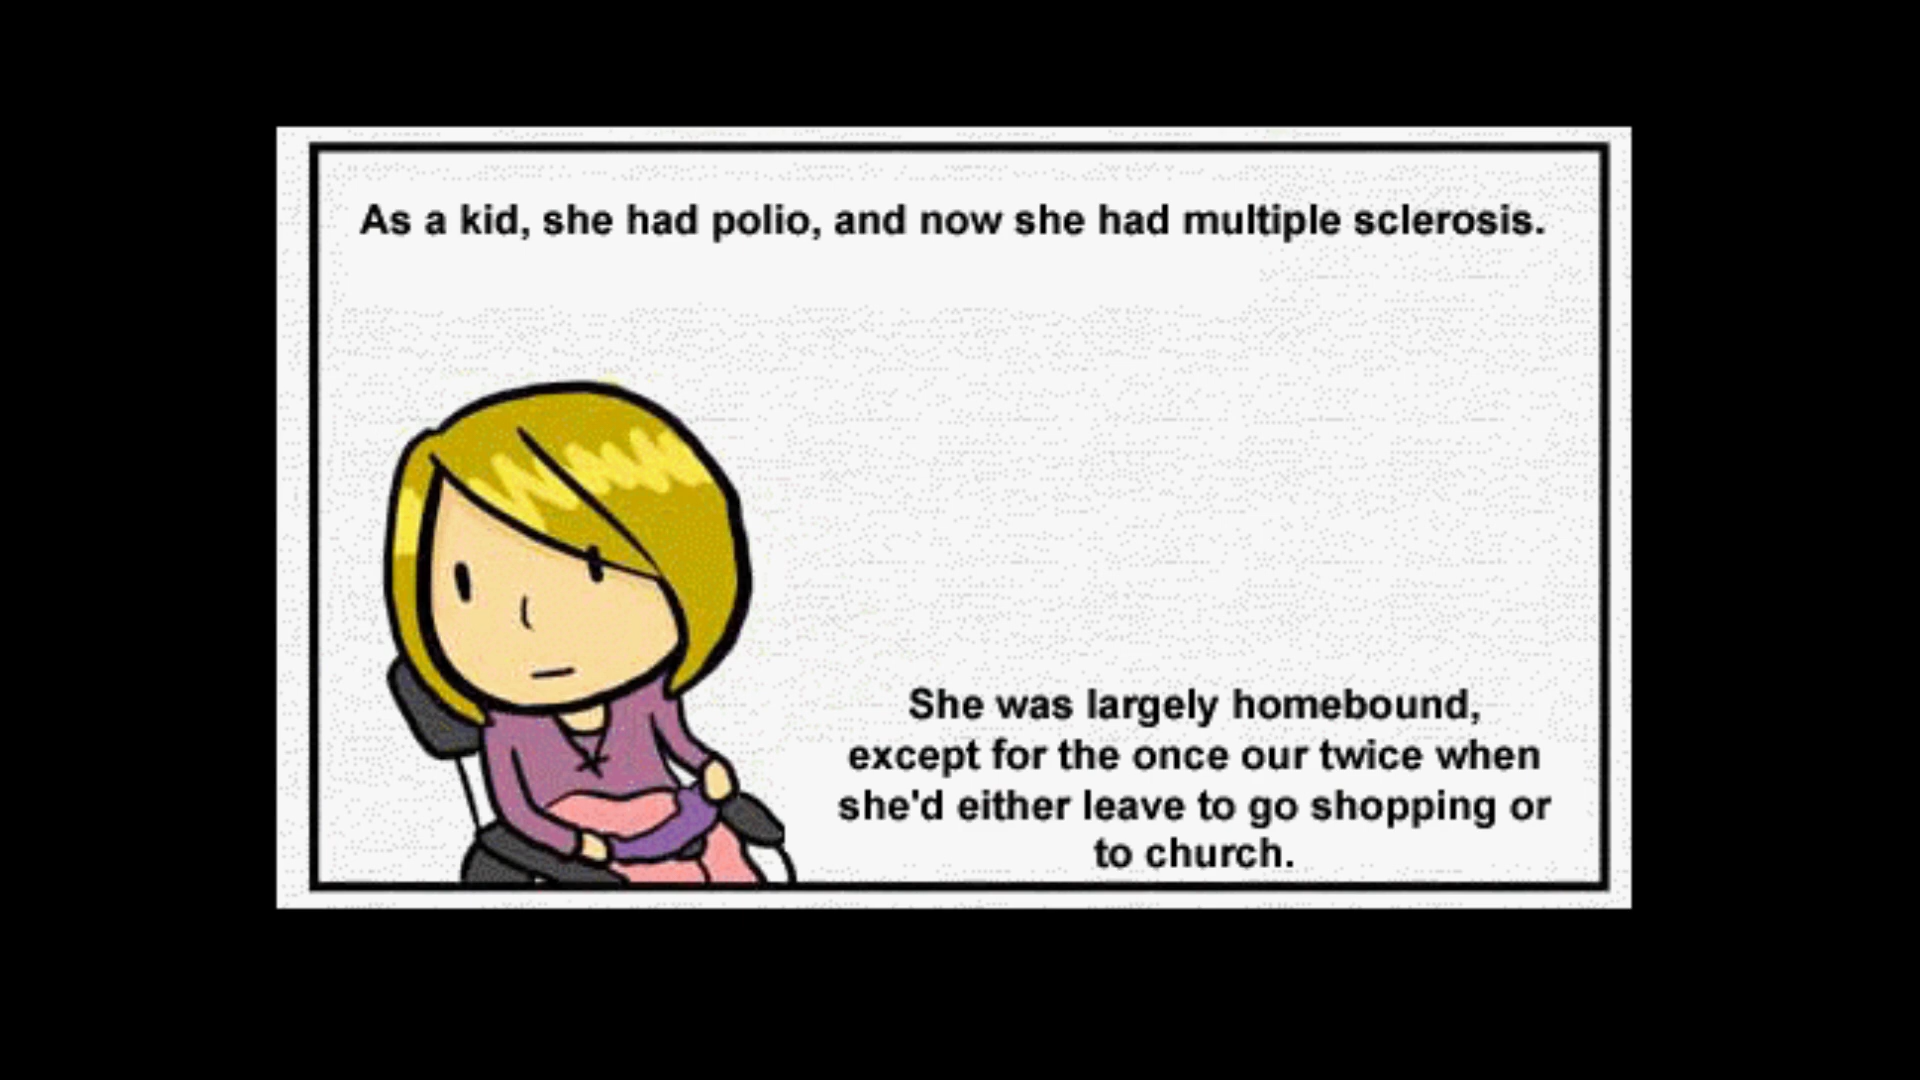 As a kid, she had polio, and now she had multiple sclerosis.
She was largely homebound,
except for the once our twice when
she'd either leave to go shopping or
to church.